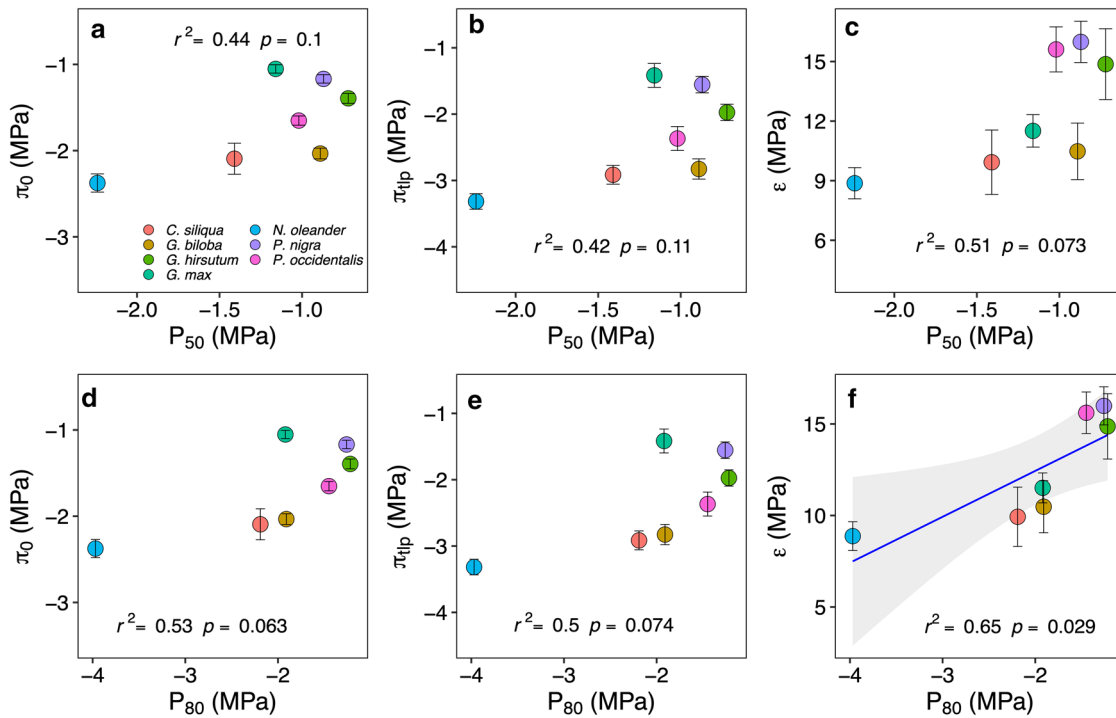 a
r² = 0.44 p = 0.1
π₀ (MPa)
−1
−2
−3
C. siliqua
G. biloba
G. hirsutum
G. max
N. oleander
P. nigra
P. occidentalis
−2.0 −1.5 −1.0
P₅₀ (MPa)
b
πtlp (MPa)
−1
−2
−3
−4
r² = 0.42 p = 0.11
−2.0 −1.5 −1.0
P₅₀ (MPa)
c
ε (MPa)
15
12
9
6
r² = 0.51 p = 0.073
−2.0 −1.5 −1.0
P₅₀ (MPa)
d
π₀ (MPa)
−1
−2
−3
r² = 0.53 p = 0.063
−4 −3 −2
P₈₀ (MPa)
e
πtlp (MPa)
−1
−2
−3
−4
r² = 0.5 p = 0.074
−4 −3 −2
P₈₀ (MPa)
f
ε (MPa)
15
10
5
r² = 0.65 p = 0.029
−4 −3 −2
P₈₀ (MPa)